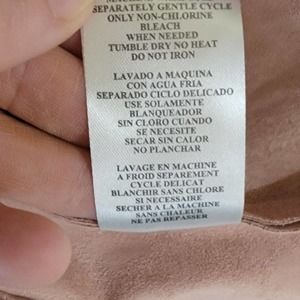 SEPARATELY GENTLE CYCLE
ONLY NON-CHLORINE
BLEACH
WHEN NEEDED
TUMBLE DRY NO HEAT
DO NOT IRON
LAVADO A MAQUINA
CON AGUA FRIA
SEPARADO CICLO DELICADO
USE SOLAMENTE
BLANQUEADOR
SIN CLORO CUANDO
SE NECESITE
SECAR SIN CALOR
NO PLANCHAR
LAVAGE EN MACHINE
A FROID SEPAREMENT
CYCLE DELICAT
BLANCHIR SANS CHLORE
SI NECESSAIRE
SECHER A LA MACHINE
SANS CHALEUR
NE PAS REPASSER